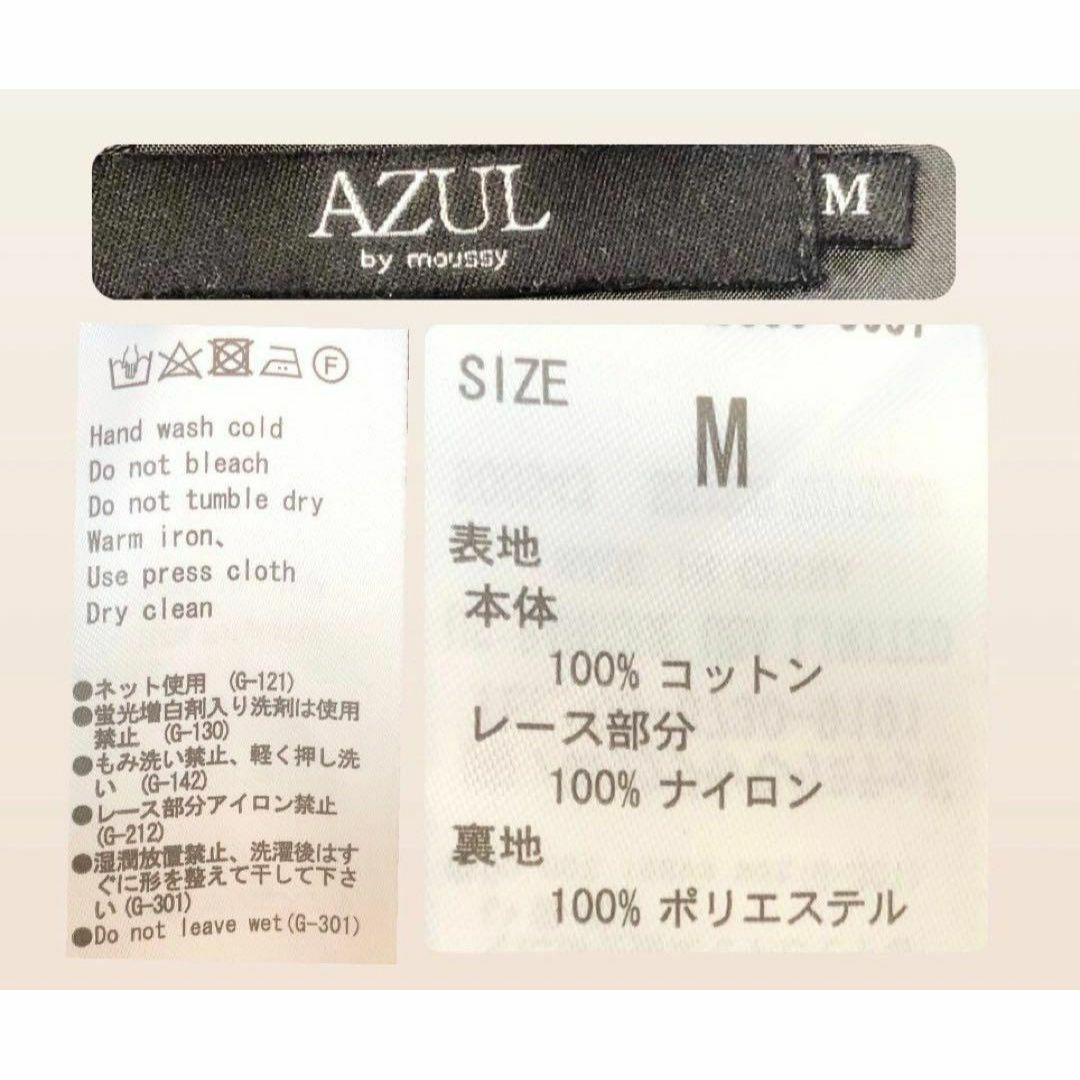 AZUL
by moussy
M
F
Hand wash cold
Do not bleach
Do not tumble dry
Warm iron、
Use press cloth
Dry clean
●ネット使用 (G-121)
●蛍光増白剤入り洗剤は使用
禁止 (G-130)
●もみ洗い禁止、軽く押し洗
い (G-142)
●レース部分アイロン禁止
(G-212)
●湿潤放置禁止、洗濯後はす
ぐに形を整えて干して下さ
い(G-301)
●Do not leave wet(G-301)
SIZE
M
表地
本体
100% コットン
レース部分
100% ナイロン
裏地
100% ポリエステル